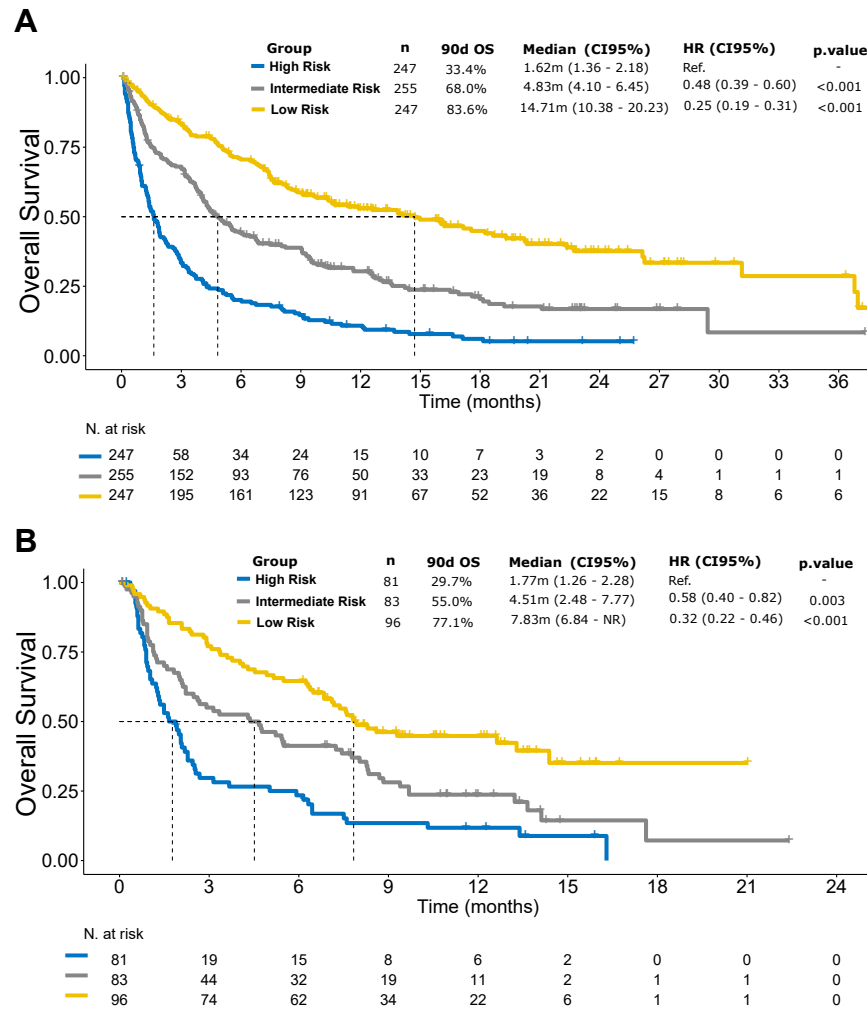 A
Group n 90d OS Median (CI95%) HR (CI95%) p.value
High Risk 247 33.4% 1.62m (1.36 - 2.18) Ref. -
Intermediate Risk 255 68.0% 4.83m (4.10 - 6.45) 0.48 (0.39 - 0.60) <0.001
Low Risk 247 83.6% 14.71m (10.38 - 20.23) 0.25 (0.19 - 0.31) <0.001
Overall Survival
1.00
0.75
0.50
0.25
0.00
0 3 6 9 12 15 18 21 24 27 30 33 36
Time (months)
N. at risk
247 58 34 24 15 10 7 3 2 0 0 0 0
255 152 93 76 50 33 23 19 8 4 1 1 1
247 195 161 123 91 67 52 36 22 15 8 6 6
B
Group n 90d OS Median (CI95%) HR (CI95%) p.value
High Risk 81 29.7% 1.77m (1.26 - 2.28) Ref. -
Intermediate Risk 83 55.0% 4.51m (2.48 - 7.77) 0.58 (0.40 - 0.82) 0.003
Low Risk 96 77.1% 7.83m (6.84 - NR) 0.32 (0.22 - 0.46) <0.001
Overall Survival
1.00
0.75
0.50
0.25
0.00
0 3 6 9 12 15 18 21 24
Time (months)
N. at risk
81 19 15 8 6 2 0 0 0
83 44 32 19 11 2 1 1 0
96 74 62 34 22 6 1 1 0